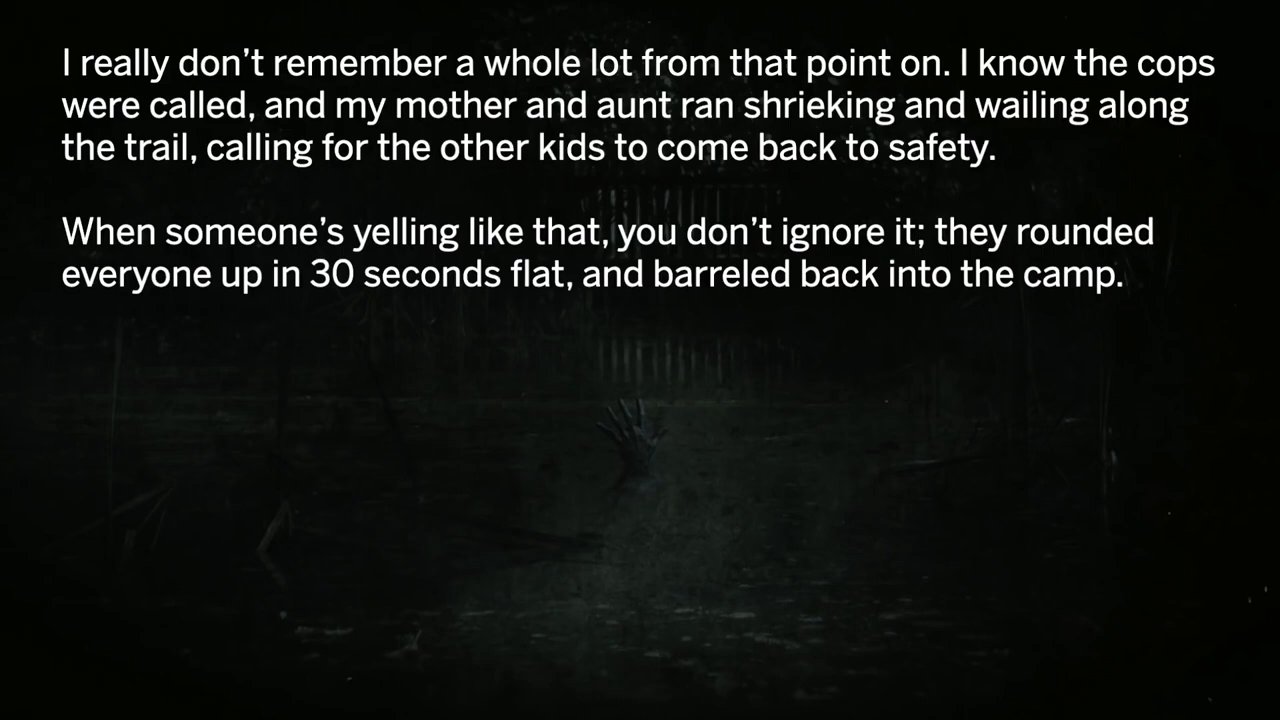 I really don’t remember a whole lot from that point on. I know the cops
were called, and my mother and aunt ran shrieking and wailing along
the trail, calling for the other kids to come back to safety.
When someone’s yelling like that, you don’t ignore it; they rounded
everyone up in 30 seconds flat, and barreled back into the camp.